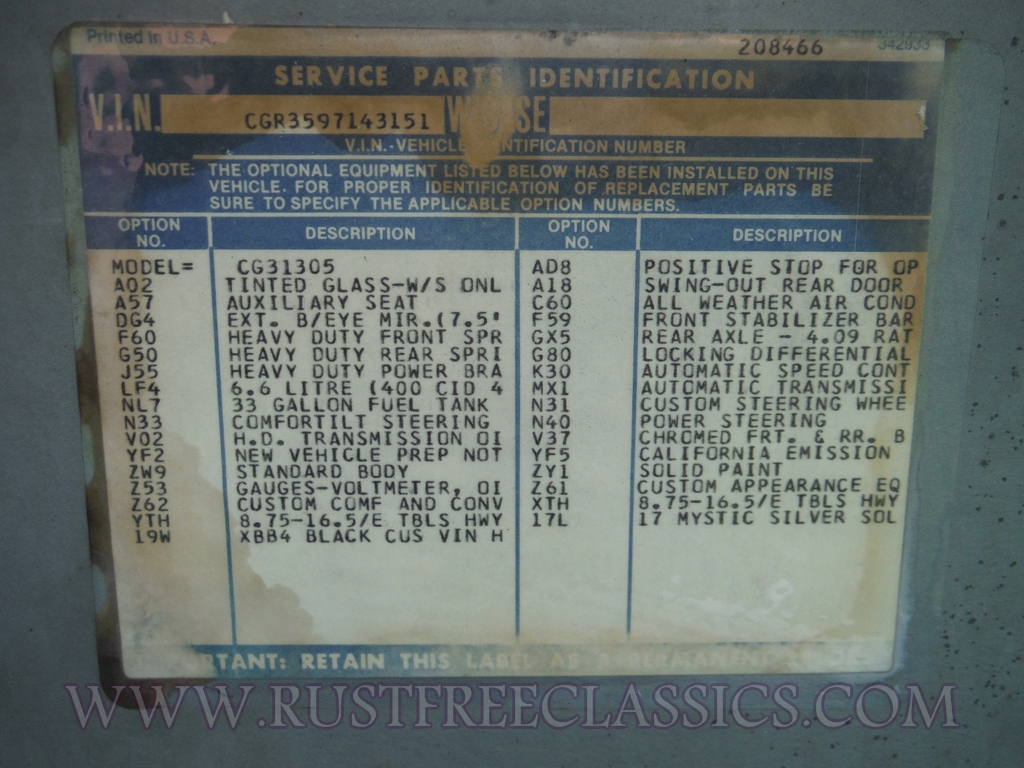 Printed in U.S.A. 208466 342933
SERVICE PARTS IDENTIFICATION
V.I.N. CGR3597143151
V.I.N.-VEHICLE IDENTIFICATION NUMBER
NOTE: THE OPTIONAL EQUIPMENT LISTED BELOW HAS BEEN INSTALLED ON THIS
VEHICLE. FOR PROPER IDENTIFICATION OF REPLACEMENT PARTS BE
SURE TO SPECIFY THE APPLICABLE OPTION NUMBERS.
OPTION NO. DESCRIPTION OPTION NO. DESCRIPTION
MODEL= CG31305 AD8 POSITIVE STOP FOR OP
A02 TINTED GLASS-W/S ONL A18 SWING-OUT REAR DOOR
A57 AUXILIARY SEAT C60 ALL WEATHER AIR COND
DG4 EXT. B/EYE MIR.(7.5' F59 FRONT STABILIZER BAR
F60 HEAVY DUTY FRONT SPR GX5 REAR AXLE - 4.09 RAT
G50 HEAVY DUTY REAR SPRI G80 LOCKING DIFFERENTIAL
J55 HEAVY DUTY POWER BRA K30 AUTOMATIC SPEED CONT
LF4 6.6 LITRE (400 CID 4 MX1 AUTOMATIC TRANSMISSI
NL7 33 GALLON FUEL TANK N31 CUSTOM STEERING WHEE
N33 COMFORTILT STEERING N40 POWER STEERING
V02 H.D. TRANSMISSION OI V37 CHROMED FRT. & RR. B
YF2 NEW VEHICLE PREP NOT YF5 CALIFORNIA EMISSION
ZW9 STANDARD BODY ZY1 SOLID PAINT
Z53 GAUGES-VOLTMETER, OI Z61 CUSTOM APPEARANCE EQ
Z62 CUSTOM COMF AND CONV XTH 8.75-16.5/E TBLS HWY
YTH 8.75-16.5/E TBLS HWY 17L 17 MYSTIC SILVER SOL
19W XBB4 BLACK CUS VIN H
RTANT: RETAIN THIS LABEL AS A PERMANENT
WWW.RUSTFREECLASSICS.COM